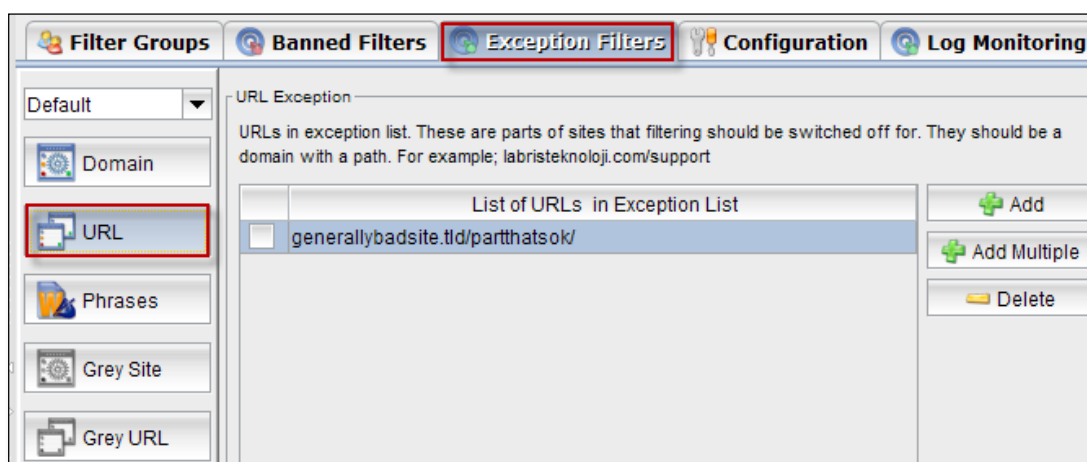 Filter Groups
Banned Filters
Exception Filters
Configuration
Log Monitoring
Default
Domain
URL
Phrases
Grey Site
Grey URL
URL Exception
URLs in exception list. These are parts of sites that filtering should be switched off for. They should be a
domain with a path. For example; labristeknoloji.com/support
List of URLs in Exception List
generallybadsite.tld/partthatsok/
Add
Add Multiple
Delete